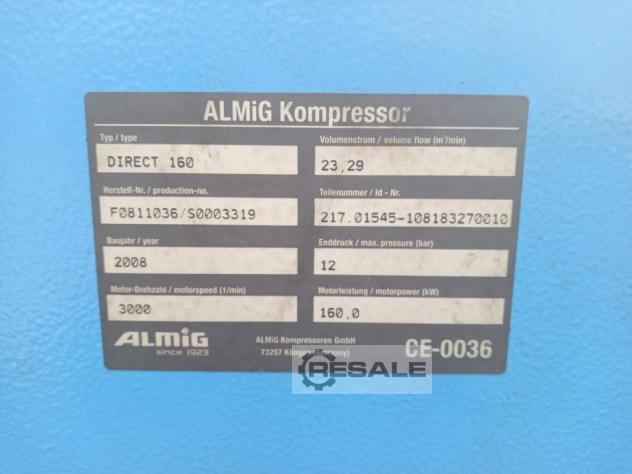 ALMiG Kompressor
Typ / type
DIRECT 160
Volumenstrom / volume flow (m³/min)
23,29
Herstell-Nr. / production-no.
F0811036/S0003319
Teilenummer / Id - Nr.
217.01545-108183270010
Baujahr / year
2008
Enddruck / max. pressure (bar)
12
Motor-Drehzahl / motorspeed (1/min)
3000
Motorleistung / motorpower (kW)
160,0
ALMiG
since 1923
ALMiG Kompressoren GmbH
73257 Köngen (Germany)
CE-0036
RESALE